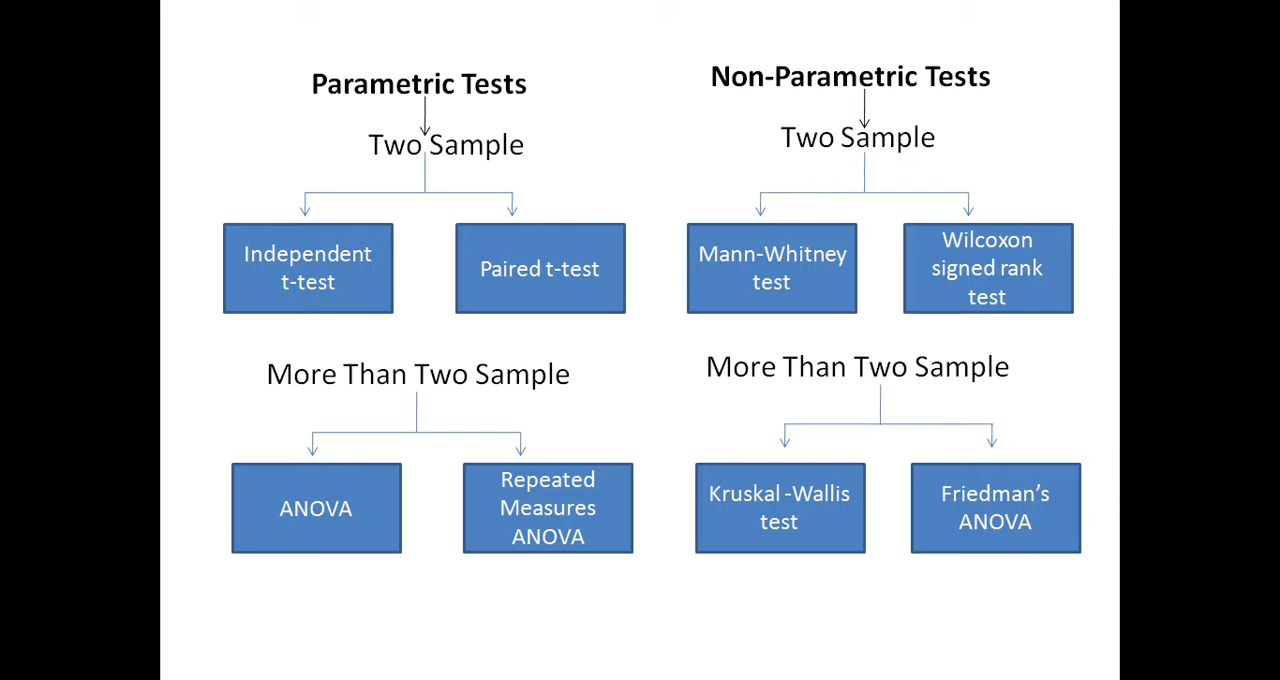 Parametric Tests
Two Sample
Independent
t-test
Paired t-test
More Than Two Sample
ANOVA
Repeated
Measures
ANOVA
Non-Parametric Tests
Two Sample
Mann-Whitney
test
Wilcoxon
signed rank
test
More Than Two Sample
Kruskal -Wallis
test
Friedman’s
ANOVA